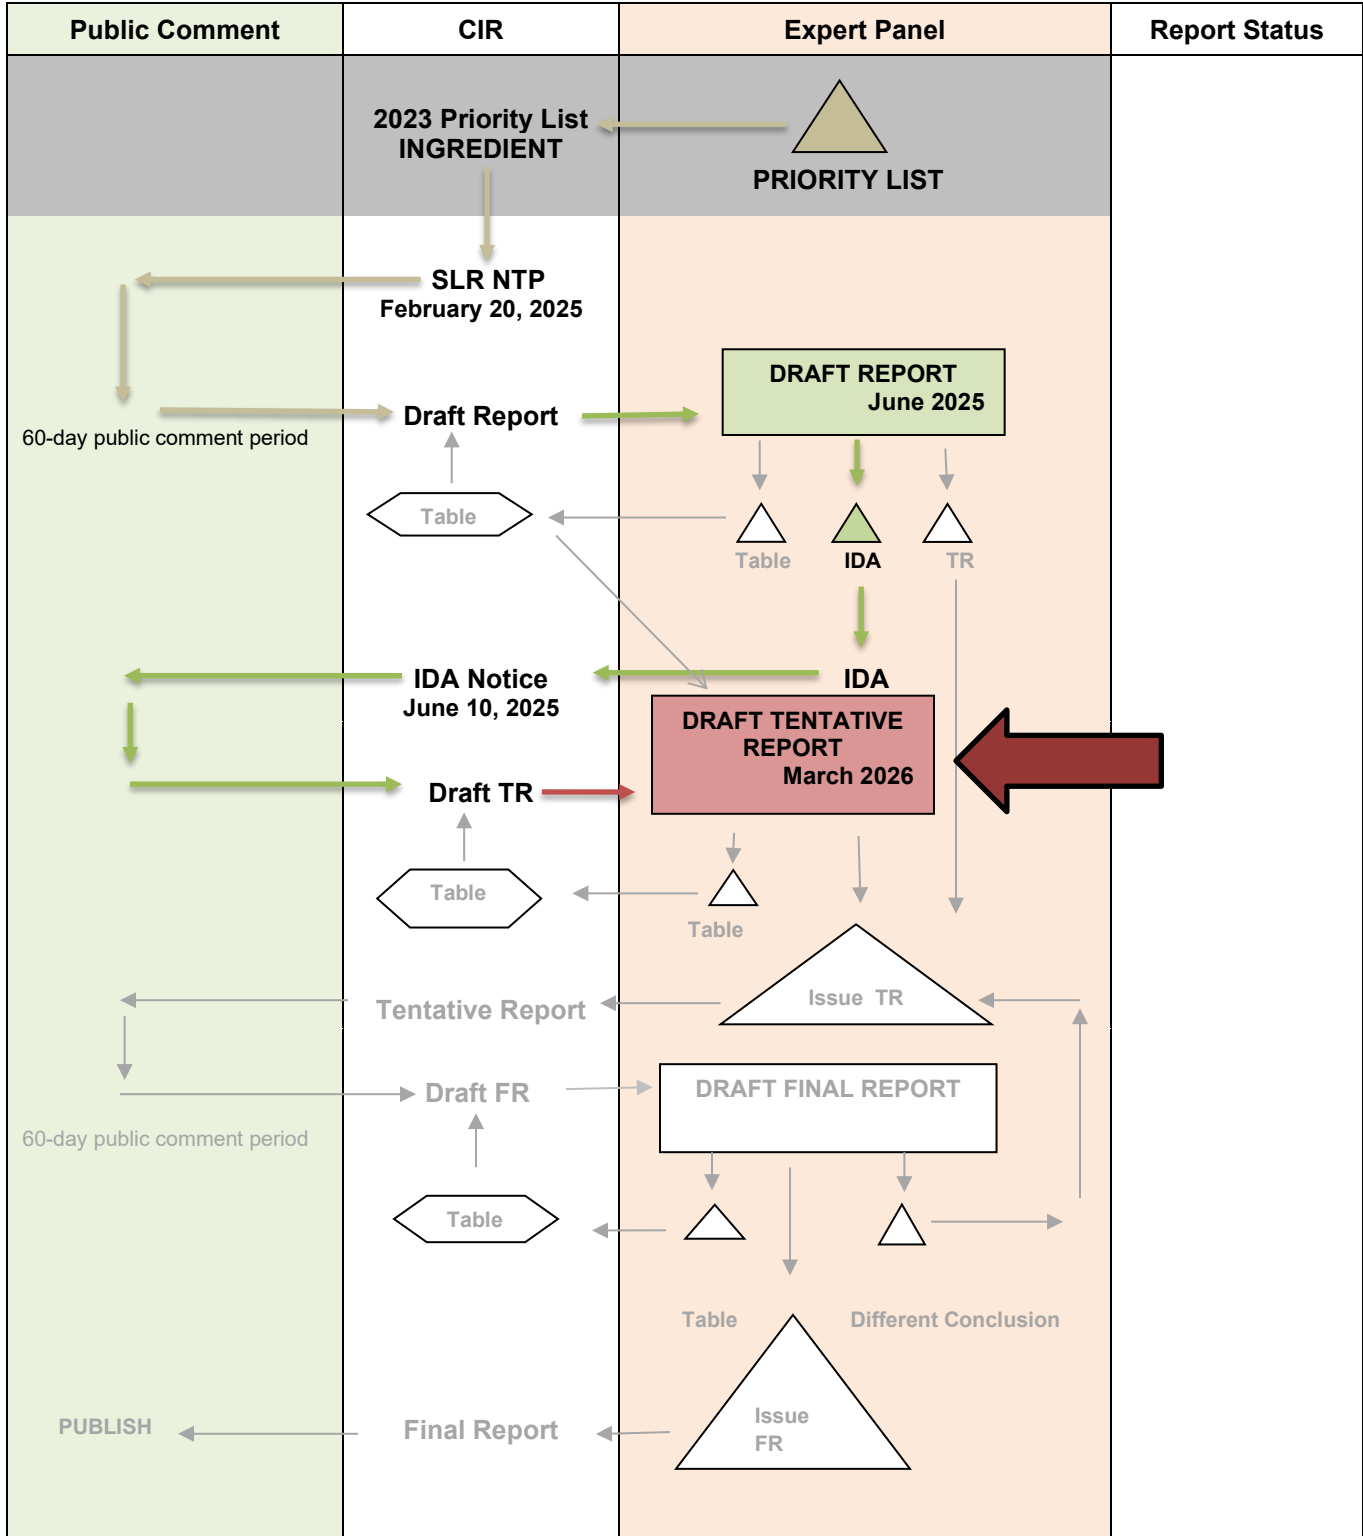 Public Comment
CIR
Expert Panel
Report Status
2023 Priority List
INGREDIENT
PRIORITY LIST
SLR NTP
February 20, 2025
DRAFT REPORT
June 2025
60-day public comment period
Draft Report
Table
Table
IDA
TR
IDA Notice
June 10, 2025
IDA
DRAFT TENTATIVE
REPORT
March 2026
Draft TR
Table
Table
Tentative Report
Issue TR
Draft FR
DRAFT FINAL REPORT
60-day public comment period
Table
Table
Different Conclusion
PUBLISH
Final Report
Issue
FR